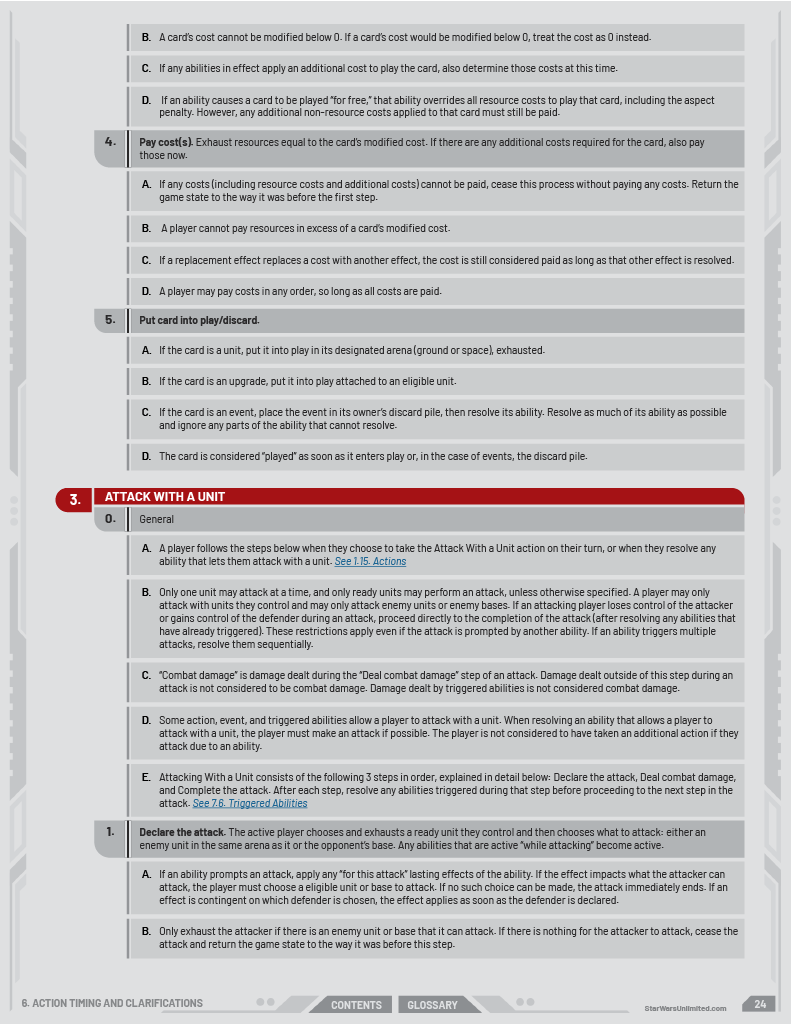 B. A card's cost cannot be modified below 0. If a card's cost would be modified below 0, treat the cost as 0 instead.
C. If any abilities in effect apply an additional cost to play the card, also determine those costs at this time.
D. If an ability causes a card to be played "for free," that ability overrides all resource costs to play that card, including the aspect
penalty. However, any additional non-resource costs applied to that card must still be paid.
4. Pay cost(s). Exhaust resources equal to the card's modified cost. If there are any additional costs required for the card, also pay
those now.
A. If any costs (including resource costs and additional costs) cannot be paid, cease this process without paying any costs. Return the
game state to the way it was before the first step.
B. A player cannot pay resources in excess of a card's modified cost.
C. If a replacement effect replaces a cost with another effect, the cost is still considered paid as long as that other effect is resolved.
D. A player may pay costs in any order, so long as all costs are paid.
5. Put card into play/discard.
A. If the card is a unit, put it into play in its designated arena (ground or space), exhausted.
B. If the card is an upgrade, put it into play attached to an eligible unit.
C. If the card is an event, place the event in its owner's discard pile, then resolve its ability. Resolve as much of its ability as possible
and ignore any parts of the ability that cannot resolve.
D. The card is considered "played" as soon as it enters play or, in the case of events, the discard pile.
3. ATTACK WITH A UNIT
0. General
A. A player follows the steps below when they choose to take the Attack With a Unit action on their turn, or when they resolve any
ability that lets them attack with a unit. See 1.15. Actions
B. Only one unit may attack at a time, and only ready units may perform an attack, unless otherwise specified. A player may only
attack with units they control and may only attack enemy units or enemy bases. If an attacking player loses control of the attacker
or gains control of the defender during an attack, proceed directly to the completion of the attack (after resolving any abilities that
have already triggered). These restrictions apply even if the attack is prompted by another ability. If an ability triggers multiple
attacks, resolve them sequentially.
C. "Combat damage" is damage dealt during the "Deal combat damage" step of an attack. Damage dealt outside of this step during an
attack is not considered to be combat damage. Damage dealt by triggered abilities is not considered combat damage.
D. Some action, event, and triggered abilities allow a player to attack with a unit. When resolving an ability that allows a player to
attack with a unit, the player must make an attack if possible. The player is not considered to have taken an additional action if they
attack due to an ability.
E. Attacking With a Unit consists of the following 3 steps in order, explained in detail below: Declare the attack, Deal combat damage,
and Complete the attack. After each step, resolve any abilities triggered during that step before proceeding to the next step in the
attack. See 7.6. Triggered Abilities
1. Declare the attack. The active player chooses and exhausts a ready unit they control and then chooses what to attack: either an
enemy unit in the same arena as it or the opponent's base. Any abilities that are active "while attacking" become active.
A. If an ability prompts an attack, apply any "for this attack" lasting effects of the ability. If the effect impacts what the attacker can
attack, the player must choose a eligible unit or base to attack. If no such choice can be made, the attack immediately ends. If an
effect is contingent on which defender is chosen, the effect applies as soon as the defender is declared.
B. Only exhaust the attacker if there is an enemy unit or base that it can attack. If there is nothing for the attacker to attack, cease the
attack and return the game state to the way it was before this step.
6. ACTION TIMING AND CLARIFICATIONS CONTENTS GLOSSARY StarWarsUnlimited.com 24